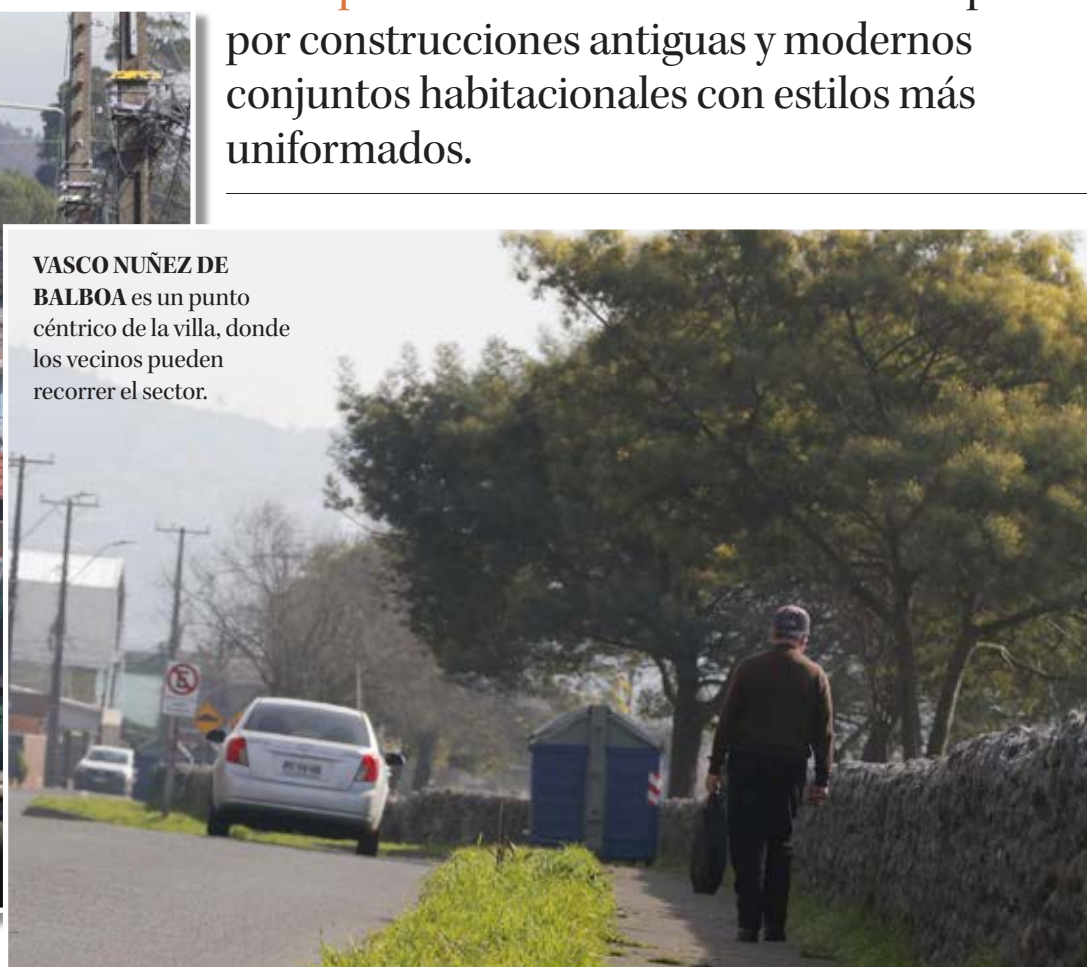 por construcciones antiguas y modernos
conjuntos habitacionales con estilos más
uniformados.
VASCO NUÑEZ DE
BALBOA es un punto
céntrico de la villa, donde
los vecinos pueden
recorrer el sector.